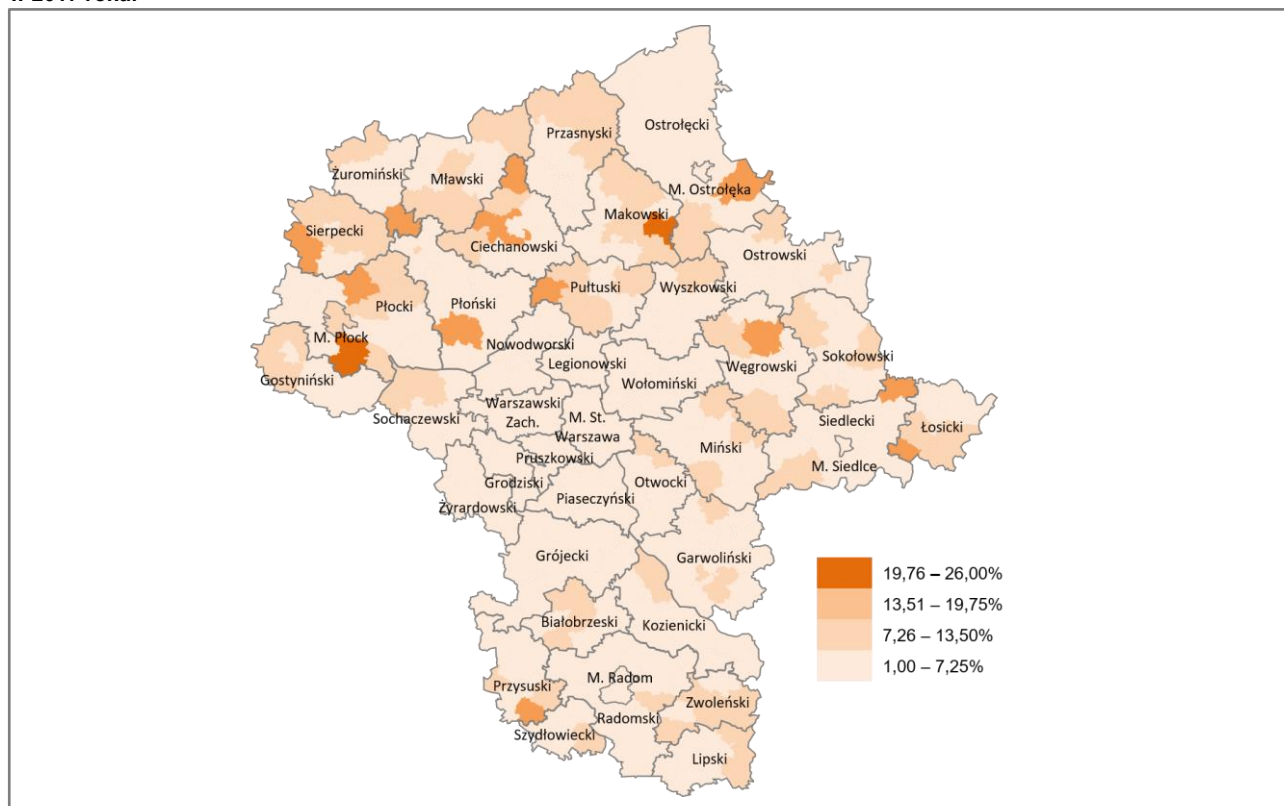 w 2017 roku.
Ostrołęcki
Przasnyski
Żuromiński
Mławski
M. Ostrołęka
Makowski
Sierpecki
Ciechanowski
Ostrowski
Pułtuski
Wyszkowski
Płocki
Płoński
M. Płock
Nowodworski
Sokołowski
Legionowski
Węgrowski
Gostyniński
Wołomiński
Warszawski
Zach.
M. St.
Warszawa
Sochaczewski
Siedlecki
Łosicki
Miński
Pruszkowski
M. Siedlce
Grodziski
Otwocki
Piaseczyński
Żyrardowski
Grójecki
Garwoliński
19,76 – 26,00%
13,51 – 19,75%
7,26 – 13,50%
1,00 – 7,25%
Białobrzeski
Kozienicki
M. Radom
Przysuski
Zwoleński
Radomski
Szydłowiecki
Lipski